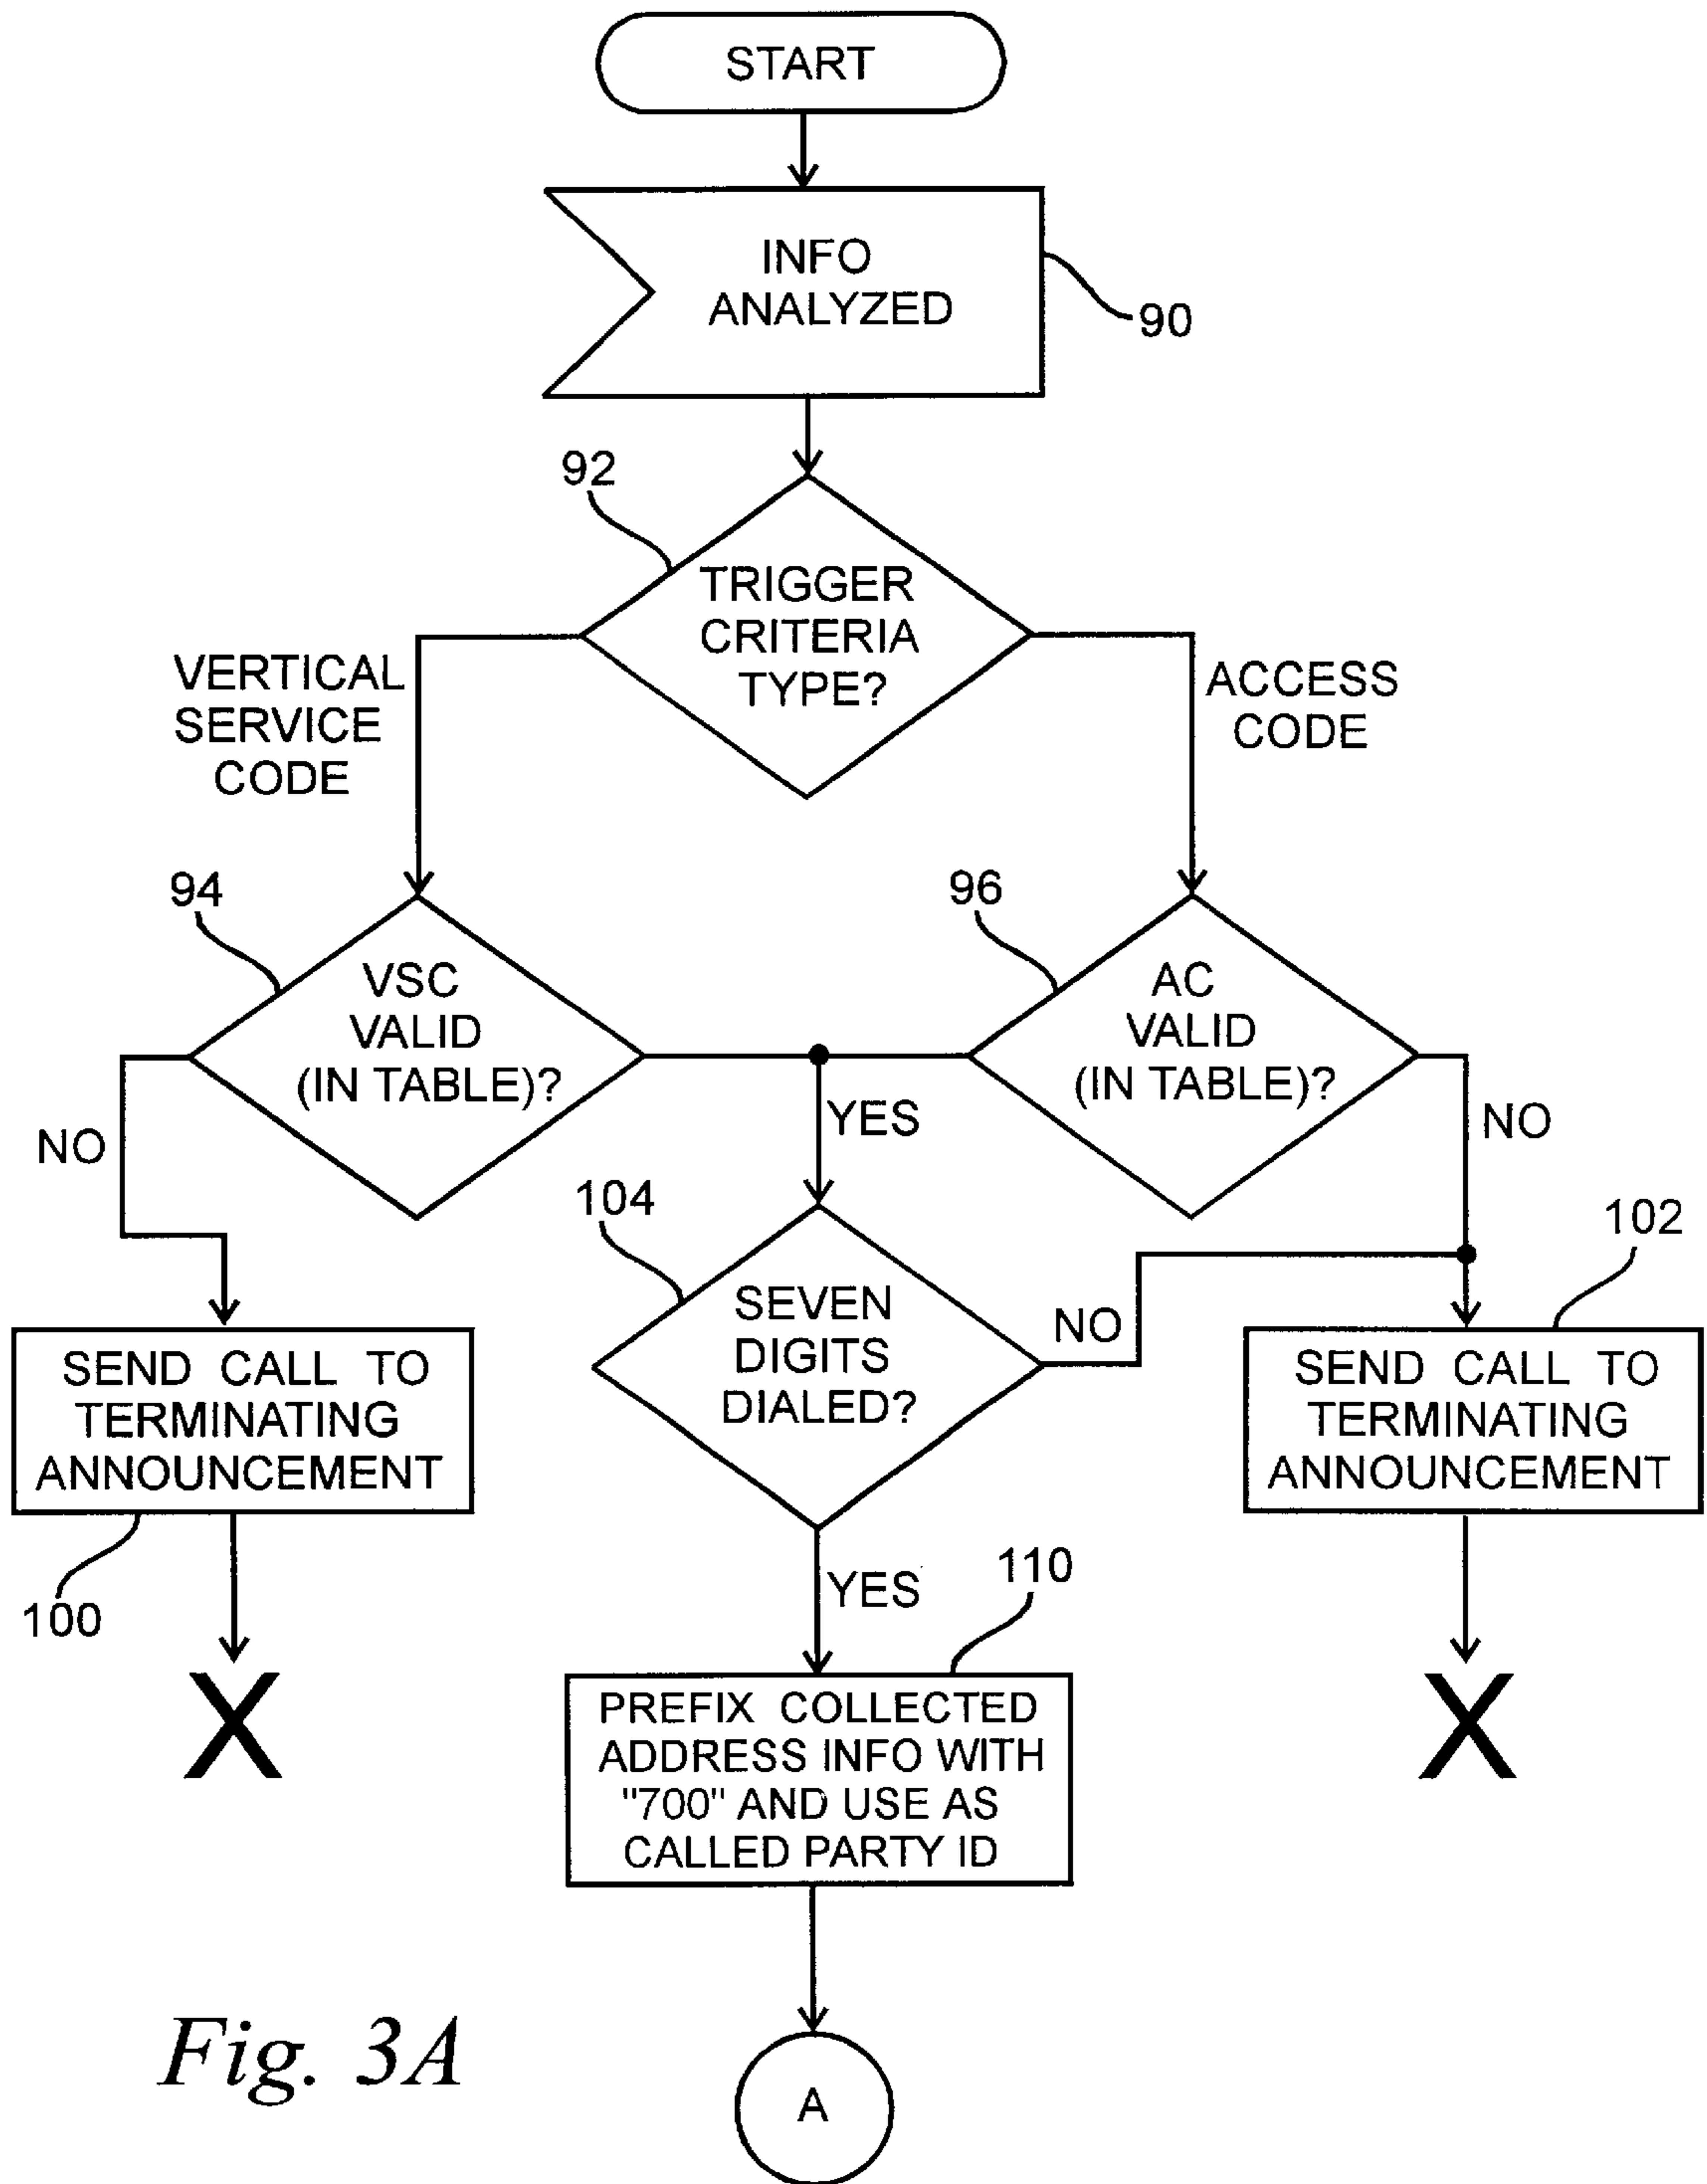 START
INFO
ANALYZED
90
92
TRIGGER
CRITERIA
TYPE?
VERTICAL
SERVICE
CODE
ACCESS
CODE
94
VSC
VALID
(IN TABLE)?
96
AC
VALID
(IN TABLE)?
NO
YES
NO
104
SEVEN
DIGITS
DIALED?
NO
102
SEND CALL TO
TERMINATING
ANNOUNCEMENT
100
X
SEND CALL TO
TERMINATING
ANNOUNCEMENT
X
YES
110
PREFIX COLLECTED
ADDRESS INFO WITH
"700" AND USE AS
CALLED PARTY ID
Fig. 3A
A